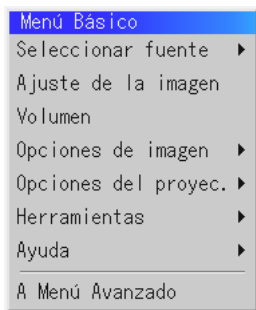 Menú Básico
Seleccionar fuente
Ajuste de la imagen
Volumen
Opciones de imagen
Opciones del proyec.
Herramientas
Ayuda
A Menú Avanzado